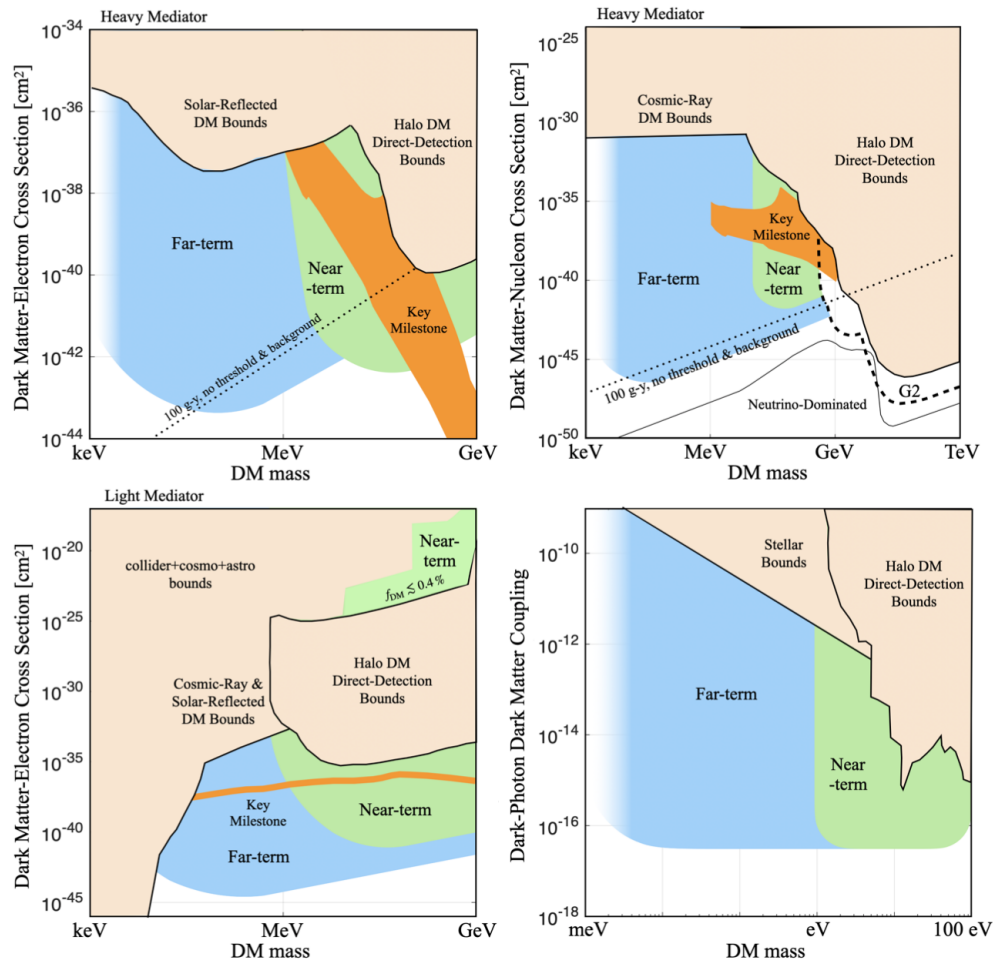 Heavy Mediator
Dark Matter-Electron Cross Section [cm²]
10⁻³⁴
10⁻³⁶
10⁻³⁸
10⁻⁴⁰
10⁻⁴²
10⁻⁴⁴
Solar-Reflected
DM Bounds
Halo DM
Direct-Detection
Bounds
Far-term
Near
-term
Key
Milestone
100 g-y, no threshold & background
keV
MeV
GeV
DM mass
Heavy Mediator
Dark Matter-Nucleon Cross Section [cm²]
10⁻²⁵
10⁻³⁰
10⁻³⁵
10⁻⁴⁰
10⁻⁴⁵
10⁻⁵⁰
Cosmic-Ray
DM Bounds
Halo DM
Direct-Detection
Bounds
Key
Milestone
Far-term
Near
-term
100 g-y, no threshold & background
G2
Neutrino-Dominated
keV
MeV
GeV
TeV
DM mass
Light Mediator
Dark Matter-Electron Cross Section [cm²]
10⁻²⁰
10⁻²⁵
10⁻³⁰
10⁻³⁵
10⁻⁴⁰
10⁻⁴⁵
collider+cosmo+astro
bounds
Near-
term
f_DM ≲ 0.4 %
Halo DM
Direct-Detection
Bounds
Cosmic-Ray &
Solar-Reflected
DM Bounds
Key
Milestone
Near-term
Far-term
keV
MeV
GeV
DM mass
Dark-Photon Dark Matter Coupling
10⁻¹⁰
10⁻¹²
10⁻¹⁴
10⁻¹⁶
10⁻¹⁸
Stellar
Bounds
Halo DM
Direct-Detection
Bounds
Far-term
Near
-term
meV
eV
100 eV
DM mass